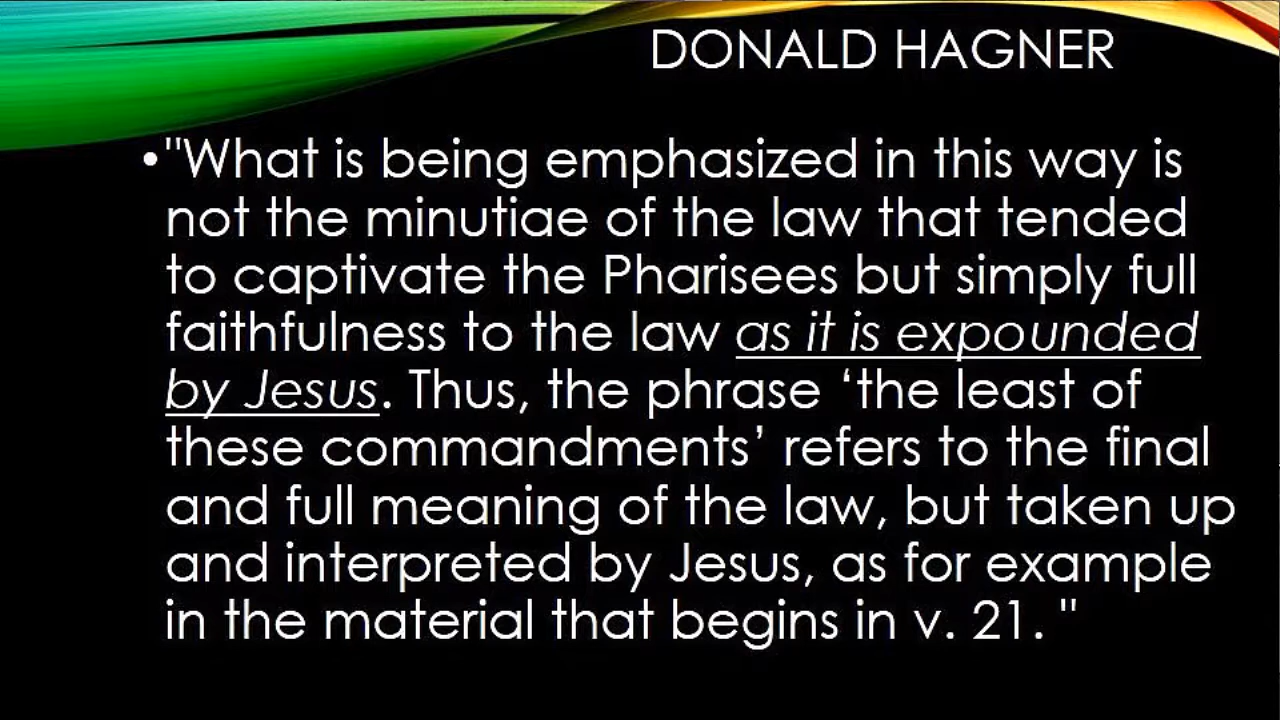 DONALD HAGNER
•"What is being emphasized in this way is
not the minutiae of the law that tended
to captivate the Pharisees but simply full
faithfulness to the law as it is expounded
by Jesus. Thus, the phrase ‘the least of
these commandments’ refers to the final
and full meaning of the law, but taken up
and interpreted by Jesus, as for example
in the material that begins in v. 21. "